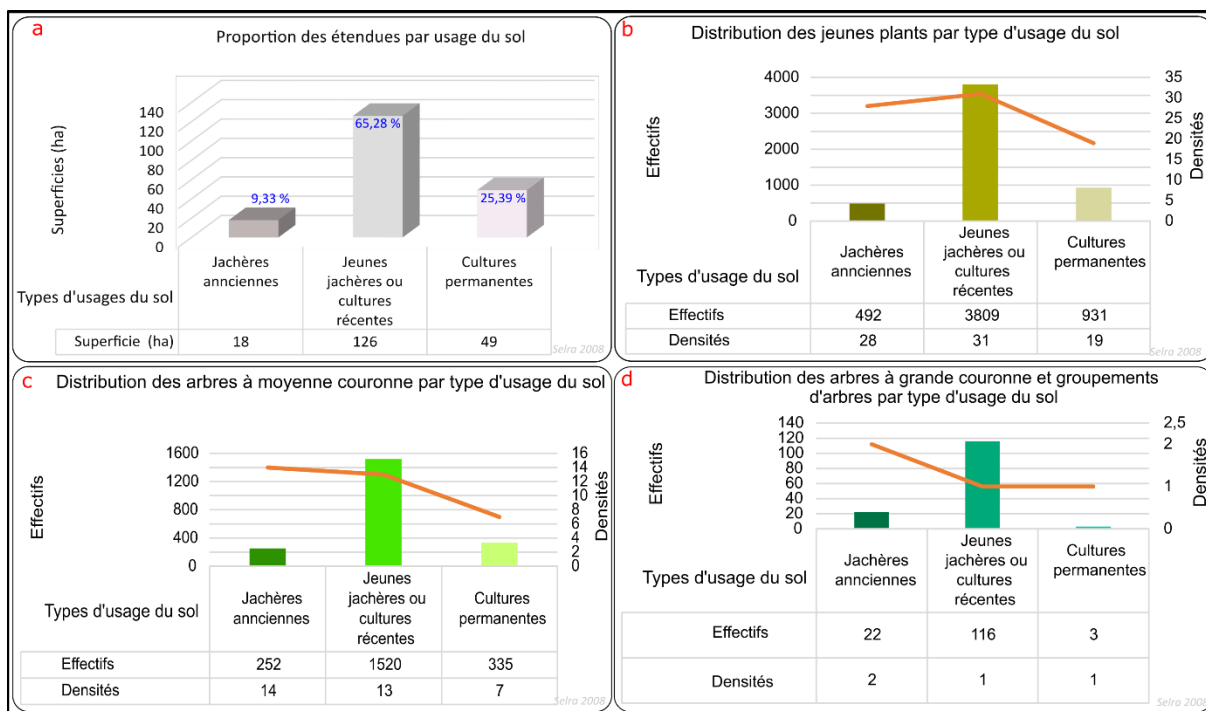 a
Proportion des étendues par usage du sol
Superficies (ha)
140
120
100
80
60
40
20
0
9,33 %
65,28 %
25,39 %
Types d'usages du sol
Jachères
annciennes
Jeunes
jachères ou
cultures
récentes
Cultures
permanentes
Superficie (ha) 18 126 49
Selra 2008
b
Distribution des jeunes plants par type d'usage du sol
Effectifs
4000
3000
2000
1000
0
Densités
35
30
25
20
15
10
5
0
Types d'usage du sol
Jachères
annciennes
Jeunes
jachères ou
cultures
récentes
Cultures
permanentes
Effectifs 492 3809 931
Densités 28 31 19
Selra 2008
c
Distribution des arbres à moyenne couronne par type d'usage du sol
Effectifs
1600
1200
800
400
0
Densités
16
14
12
10
8
6
4
2
0
Types d'usage du sol
Jachères
annciennes
Jeunes
jachères ou
cultures
récentes
Cultures
permanentes
Effectifs 252 1520 335
Densités 14 13 7
Selra 2008
d
Distribution des arbres à grande couronne et groupements
d'arbres par type d'usage du sol
Effectifs
140
120
100
80
60
40
20
0
Densités
2,5
2
1
0
Types d'usage du sol
Jachères
annciennes
Jeunes
jachères ou
cultures
récentes
Cultures
permanentes
Effectifs 22 116 3
Densités 2 1 1
Selra 2008